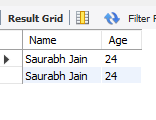 Result Grid Filter
Name Age
Saurabh Jain 24
Saurabh Jain 24